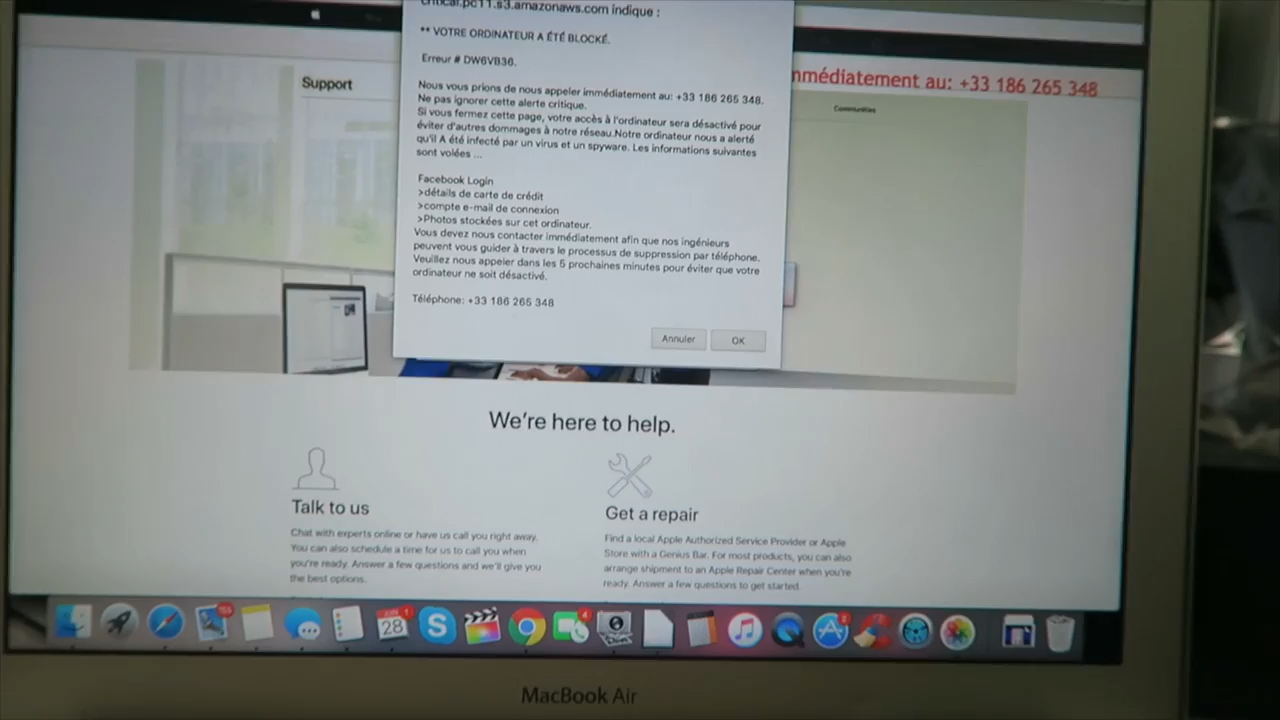 critical.pc11.s3.amazonaws.com indique :
** VOTRE ORDINATEUR A ÉTÉ BLOCKÉ.
Erreur # DW6VB36.
Nous vous prions de nous appeler immédiatement au: +33 186 265 348.
Ne pas ignorer cette alerte critique.
Si vous fermez cette page, votre accès à l'ordinateur sera désactivé pour
éviter d'autres dommages à notre réseau.Notre ordinateur nous a alerté
qu'il A été infecté par un virus et un spyware. Les informations suivantes
sont volées ...
Facebook Login
>détails de carte de crédit
>compte e-mail de connexion
>Photos stockées sur cet ordinateur.
Vous devez nous contacter immédiatement afin que nos ingénieurs
peuvent vous guider à travers le processus de suppression par téléphone.
Veuillez nous appeler dans les 5 prochaines minutes pour éviter que votre
ordinateur ne soit désactivé.
Téléphone: +33 186 265 348
Annuler
OK
mmédiatement au: +33 186 265 348
Support
Communities
We're here to help.
Talk to us
Chat with experts online or have us call you right away.
You can also schedule a time for us to call you when
you're ready. Answer a few questions and we'll give you
the best options.
Get a repair
Find a local Apple Authorized Service Provider or Apple
Store with a Genius Bar. For most products, you can also
arrange shipment to an Apple Repair Center when you're
ready. Answer a few questions to get started.
155
28
1
4
2
MacBook Air